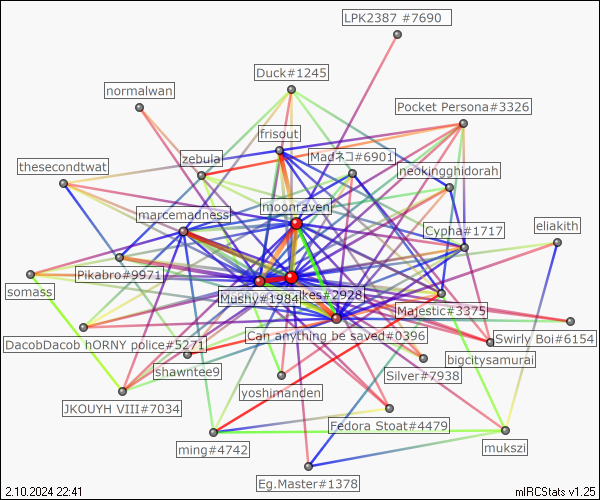 LPK2387 #7690
Duck#1245
normalwan
Pocket Persona#3326
frisout
Madネコ#6901
zebula
thesecondtwat
neokingghidorah
moonraven
marcemadness
eliakith
Cypha#1717
Pikabro#9971
somass
Mushy#1984
kes#2928
Majestic#3375
Can anything be saved#0396
Swirly Boi#6154
DacobDacob hORNY police#5271
bigcitysamurai
shawntee9
Silver#7938
yoshimanden
JKOUYH VIII#7034
Fedora Stoat#4479
ming#4742
mukszi
Eg.Master#1378
2.10.2024 22:41
mIRCStats v1.25